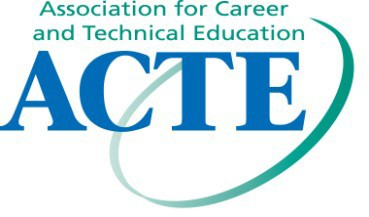 Association for Career
and Technical Education
ACTE